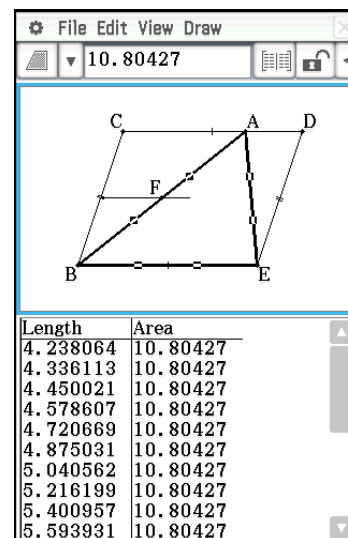 File Edit View Draw
10.80427
C A D
F
B E
Length Area
4.238064 10.80427
4.336113 10.80427
4.450021 10.80427
4.578607 10.80427
4.720669 10.80427
4.875031 10.80427
5.040562 10.80427
5.216199 10.80427
5.400957 10.80427
5.593931 10.80427